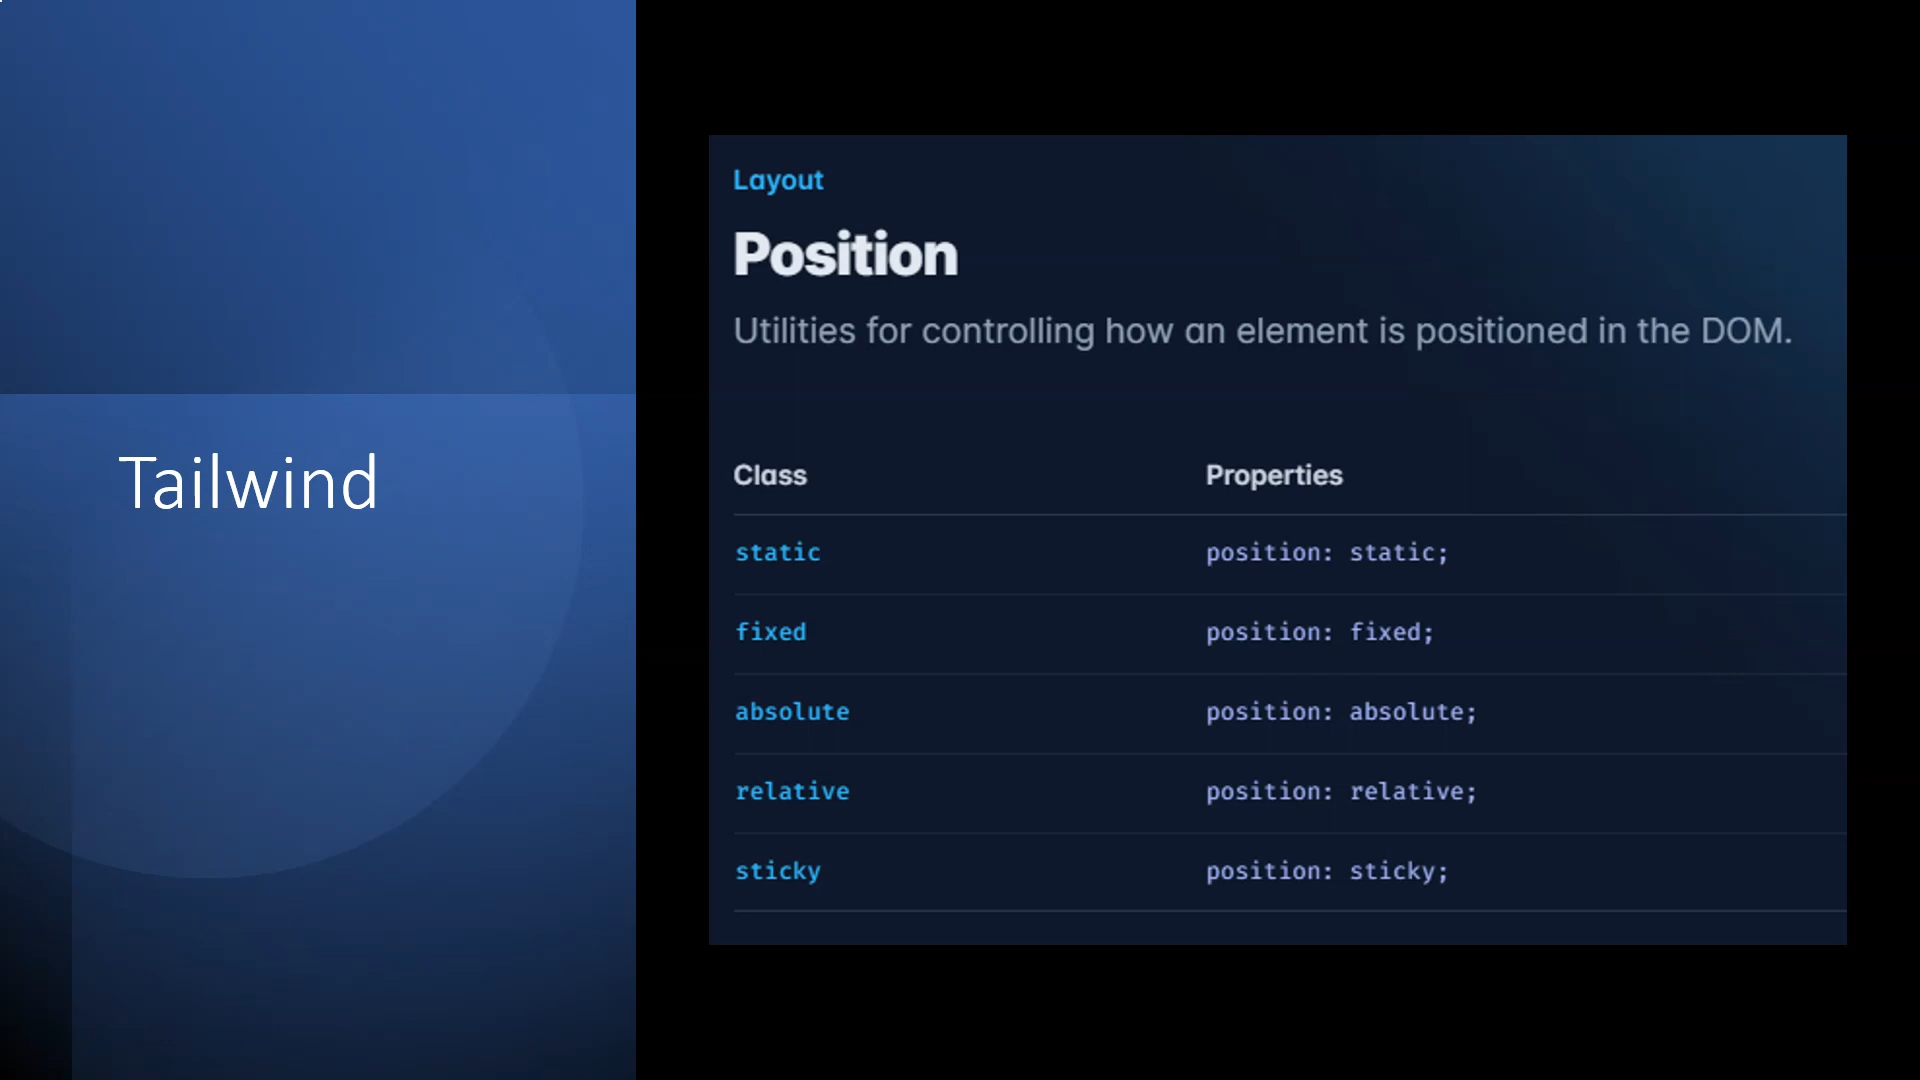 Tailwind
Layout
Position
Utilities for controlling how an element is positioned in the DOM.
Class Properties
static position: static;
fixed position: fixed;
absolute position: absolute;
relative position: relative;
sticky position: sticky;